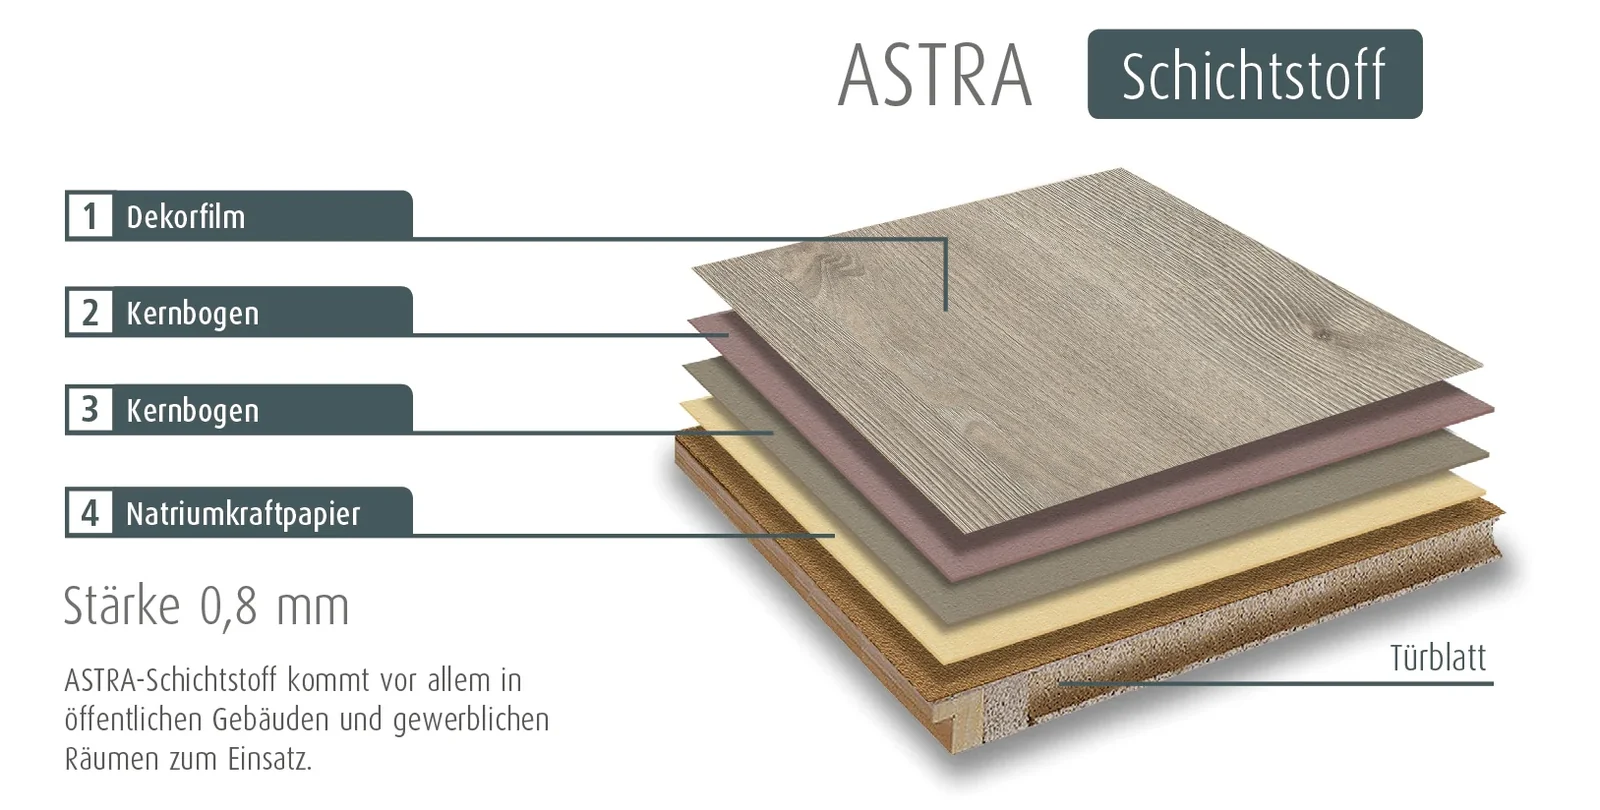 ASTRA Schichtstoff
1 Dekorfilm
2 Kernbogen
3 Kernbogen
4 Natriumkraftpapier
Stärke 0,8 mm
ASTRA-Schichtstoff kommt vor allem in
öffentlichen Gebäuden und gewerblichen
Räumen zum Einsatz.
Türblatt